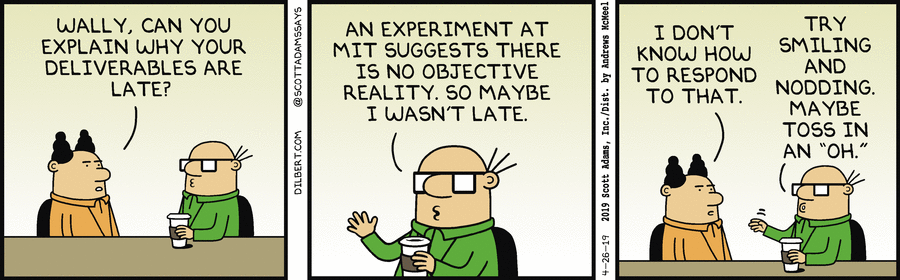 WALLY, CAN YOU
EXPLAIN WHY YOUR
DELIVERABLES ARE
LATE?
DILBERT.COM @SCOTTADAMSSAYS
AN EXPERIMENT AT
MIT SUGGESTS THERE
IS NO OBJECTIVE
REALITY. SO MAYBE
I WASN'T LATE.
4-26-19 2019 Scott Adams, Inc./Dist. by Andrews McMeel
I DON'T
KNOW HOW
TO RESPOND
TO THAT.
TRY
SMILING
AND
NODDING.
MAYBE
TOSS IN
AN "OH."